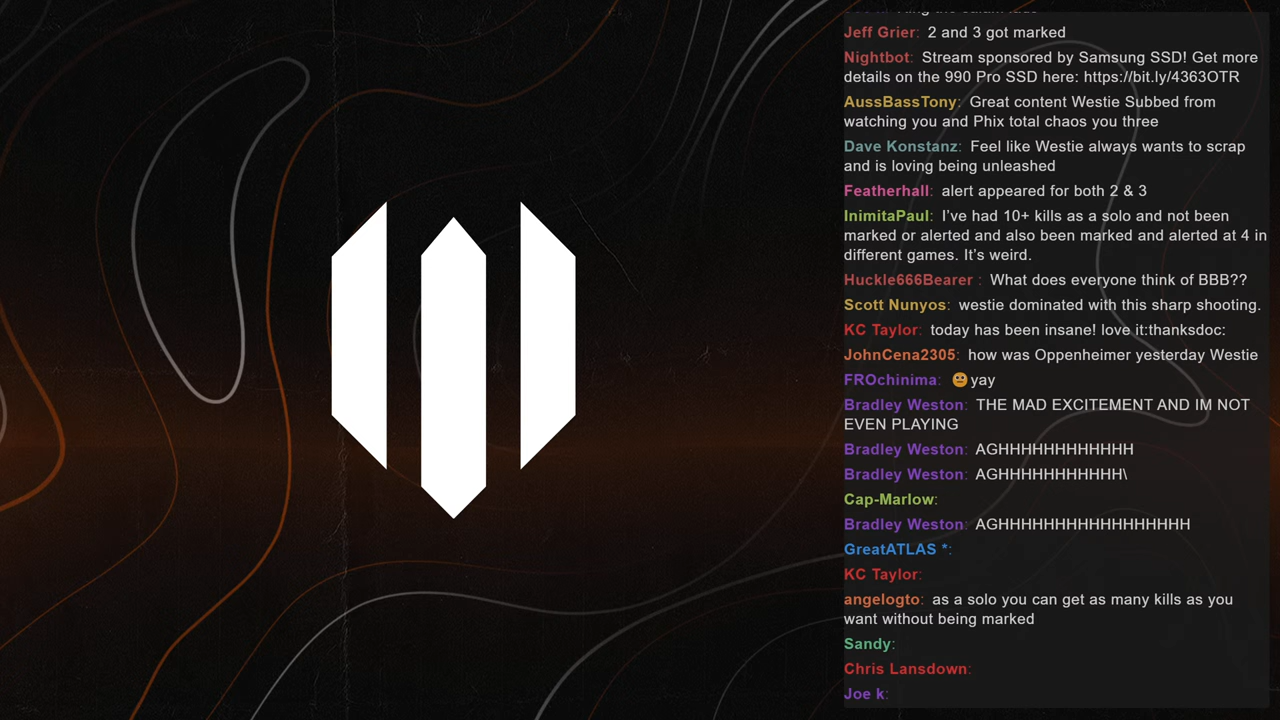 Jeff Grier: 2 and 3 got marked
Nightbot: Stream sponsored by Samsung SSD! Get more
details on the 990 Pro SSD here: https://bit.ly/4363OTR
AussBassTony: Great content Westie Subbed from
watching you and Phix total chaos you three
Dave Konstanz: Feel like Westie always wants to scrap
and is loving being unleashed
Featherhall: alert appeared for both 2 & 3
InimitaPaul: I've had 10+ kills as a solo and not been
marked or alerted and also been marked and alerted at 4 in
different games. It's weird.
Huckle666Bearer : What does everyone think of BBB??
Scott Nunyos: westie dominated with this sharp shooting.
KC Taylor: today has been insane! love it:thanksdoc:
JohnCena2305: how was Oppenheimer yesterday Westie
FROchinima: yay
Bradley Weston: THE MAD EXCITEMENT AND IM NOT
EVEN PLAYING
Bradley Weston: AGHHHHHHHHHHHH
Bradley Weston: AGHHHHHHHHHHH\
Cap-Marlow:
Bradley Weston: AGHHHHHHHHHHHHHHHHH
GreatATLAS *:
KC Taylor:
angelogto: as a solo you can get as many kills as you
want without being marked
Sandy:
Chris Lansdown:
Joe k: